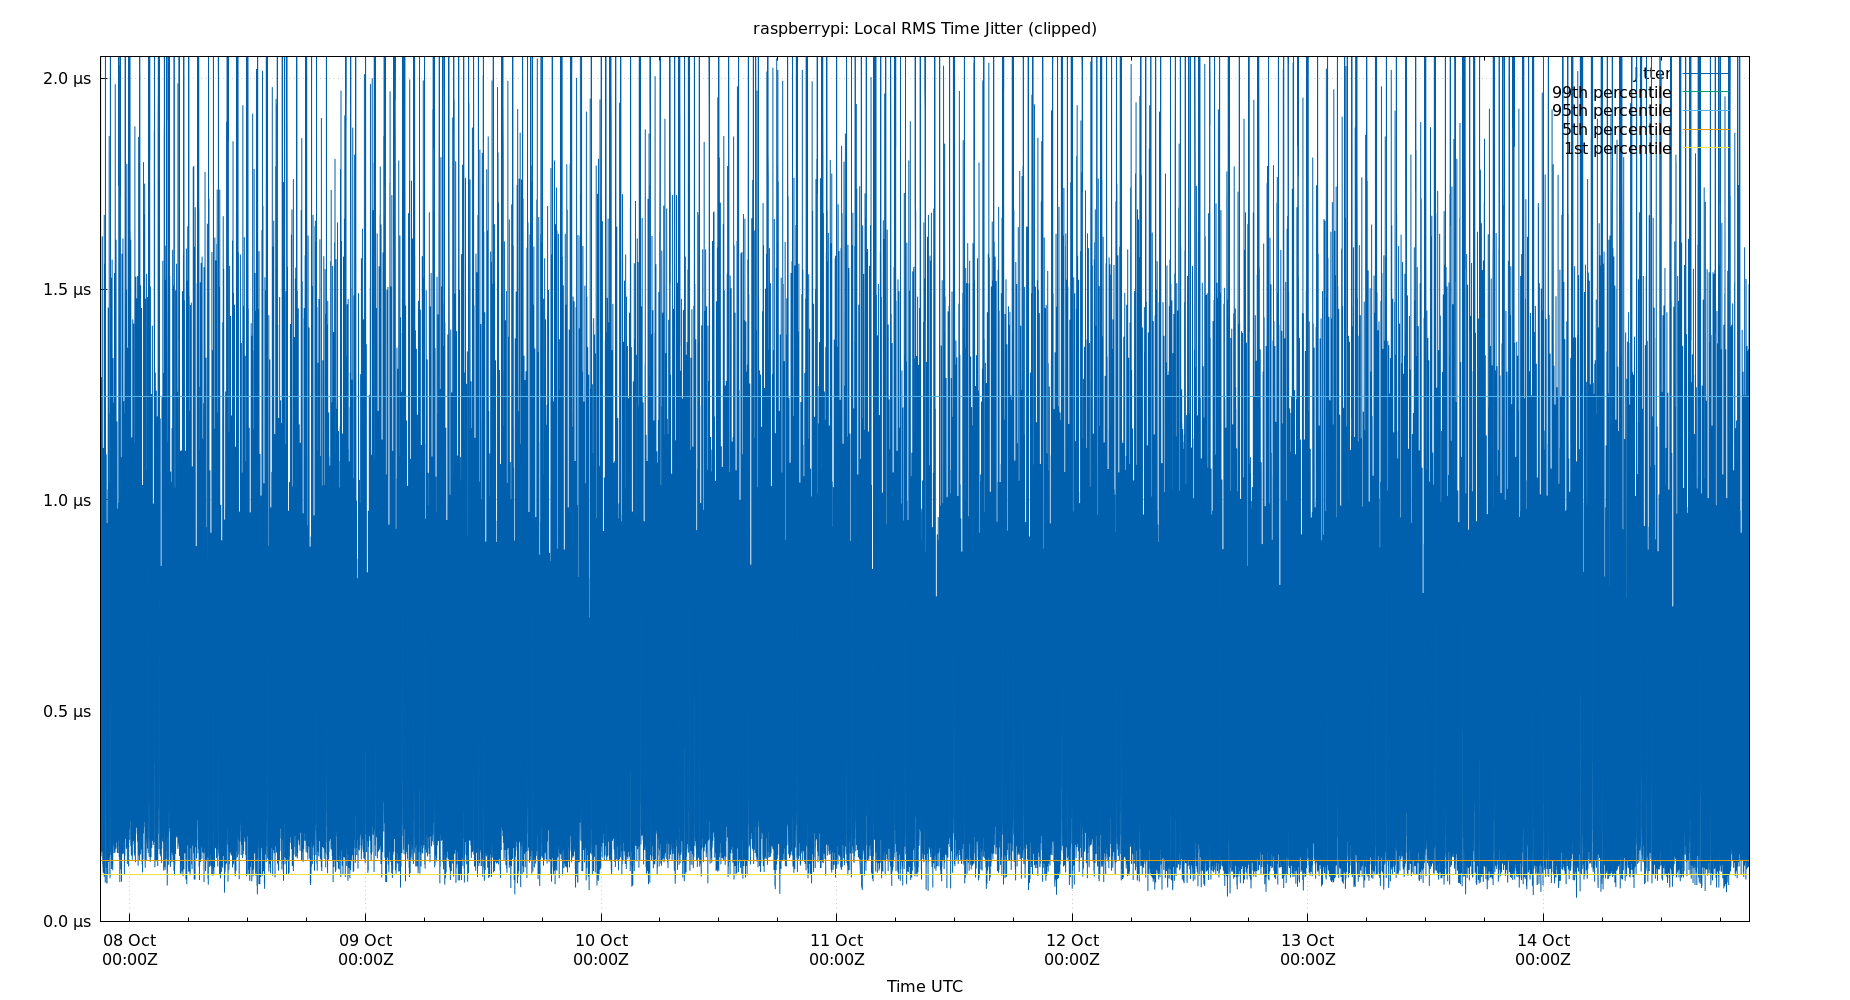 raspberrypi: Local RMS Time Jitter (clipped)
2.0 µs
1.5 µs
1.0 µs
0.5 µs
0.0 µs
Jitter
99th percentile
95th percentile
5th percentile
1st percentile
08 Oct 09 Oct 10 Oct 11 Oct 12 Oct 13 Oct 14 Oct
00:00Z 00:00Z 00:00Z 00:00Z 00:00Z 00:00Z 00:00Z
Time UTC